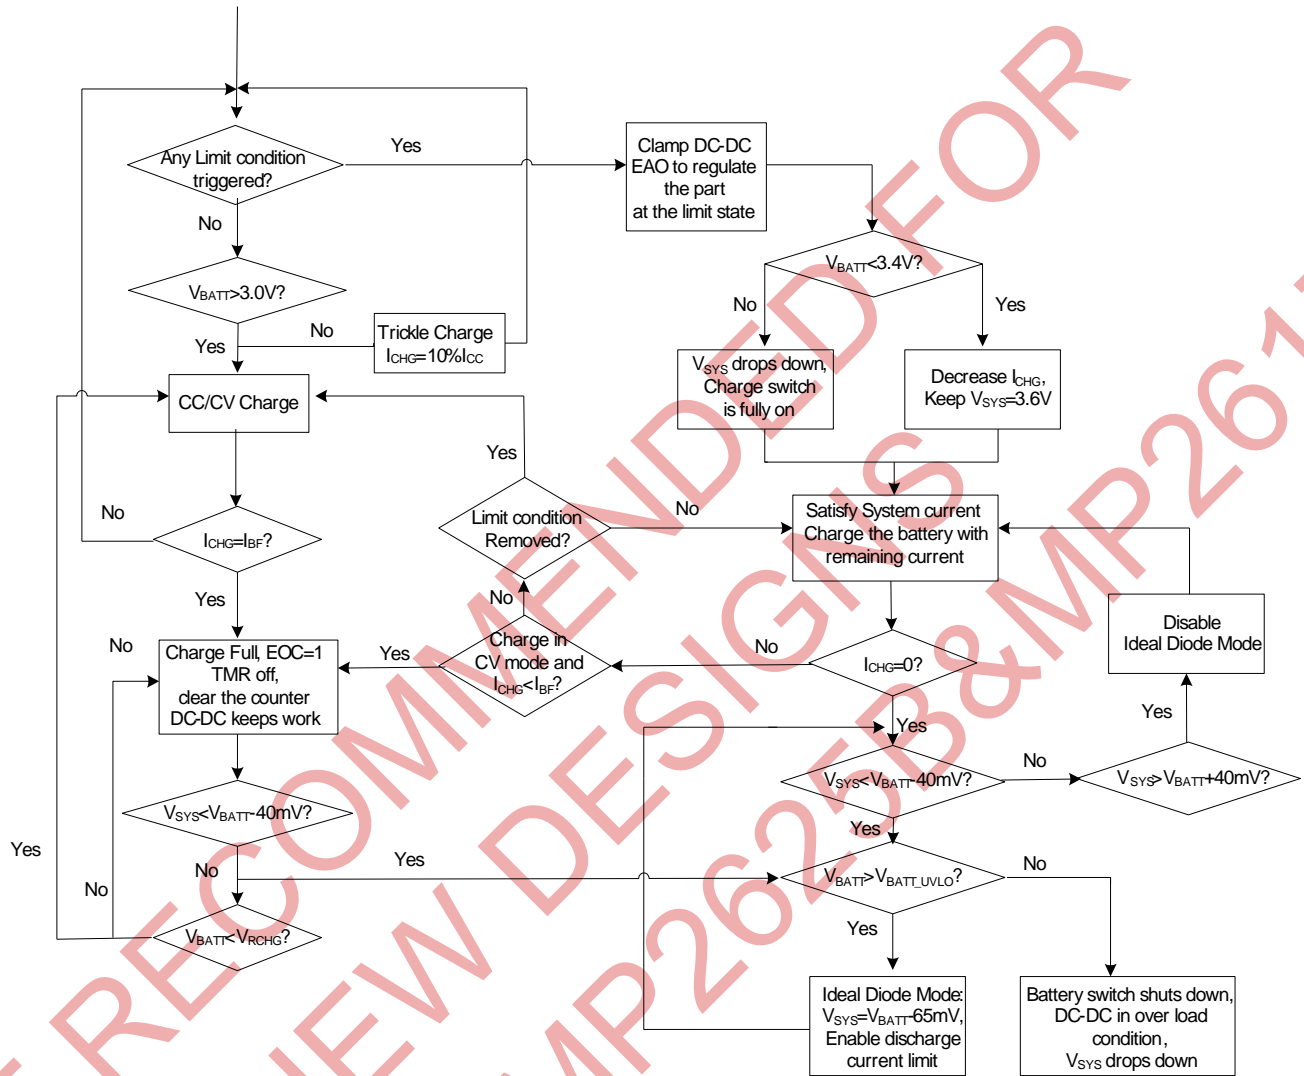 Any Limit condition
triggered?
Yes
No
Clamp DC-DC
EAO to regulate
the part
at the limit state
VBATT>3.0V?
VBATT<3.4V?
No
Yes
Yes
No
Trickle Charge
ICHG=10%ICC
VSYS drops down,
Charge switch
is fully on
Decrease ICHG,
Keep VSYS=3.6V
CC/CV Charge
Yes
No
ICHG=IBF?
Limit condition
Removed?
No
Satisfy System current
Charge the battery with
remaining current
Yes
No
No
Charge Full, EOC=1
TMR off,
clear the counter
DC-DC keeps work
Yes
Charge in
CV mode and
ICHG<IBF?
No
ICHG=0?
Disable
Ideal Diode Mode
Yes
Yes
VSYS<VBATT-40mV?
VSYS<VBATT-40mV?
No
VSYS>VBATT+40mV?
Yes
Yes
No
Yes
No
VBATT>VBATT_UVLO?
No
VBATT<VRCHG?
Yes
Ideal Diode Mode:
VSYS=VBATT-65mV,
Enable discharge
current limit
Battery switch shuts down,
DC-DC in over load
condition,
VSYS drops down
RECOMMENDED FOR
NEW DESIGNS
MP2625B&MP261